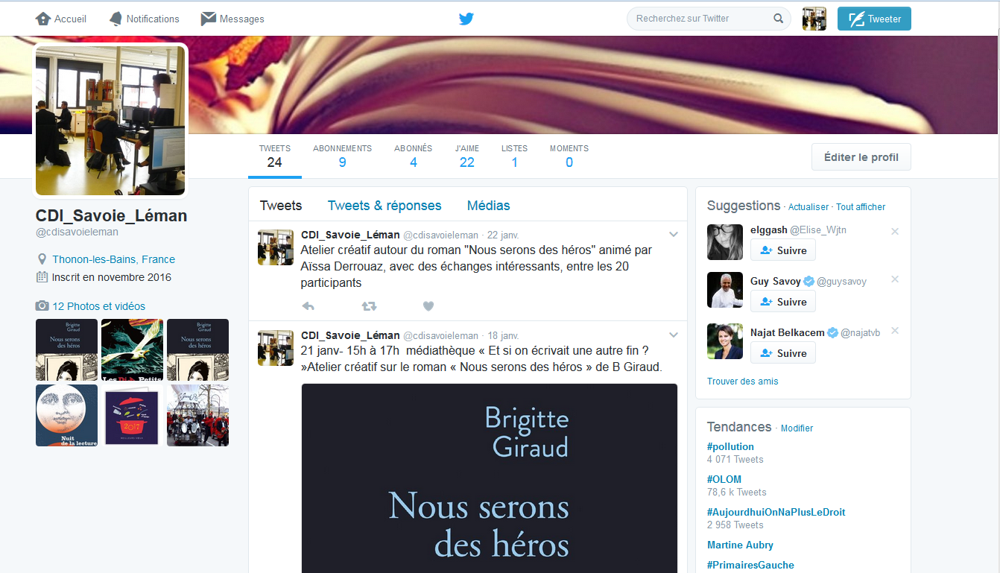 Accueil Notifications Messages Recherchez sur Twitter Tweeter
TWEETS ABONNEMENTS ABONNÉS J'AIME LISTES MOMENTS
24 9 4 22 1 0
Éditer le profil
CDI_Savoie_Léman
@cdisavoieleman
Thonon-les-Bains, France
Inscrit en novembre 2016
12 Photos et vidéos
Brigitte
Giraud
Nous serons
des héros
Les Di Petits
Brigitte
Giraud
Nous serons
des héros
Nuit
de la lecture
2017
Tweets Tweets & réponses Médias
CDI_Savoie_Léman @cdisavoieleman · 22 janv.
Atelier créatif autour du roman "Nous serons des héros" animé par
Aïssa Derrouaz, avec des échanges intéressants, entre les 20
participants
CDI_Savoie_Léman @cdisavoieleman · 18 janv.
21 janv- 15h à 17h médiathèque « Et si on écrivait une autre fin ?
»Atelier créatif sur le roman « Nous serons des héros » de B Giraud.
Brigitte
Giraud
Nous serons
des héros
Suggestions · Actualiser · Tout afficher
elggash @Elise_Wjtn
Suivre
Guy Savoy @guysavoy
Suivre
Najat Belkacem @najatvb
Suivre
Trouver des amis
Tendances · Modifier
#pollution
4 071 Tweets
#OLOM
78,6 k Tweets
#AujourdhuiOnNaPlusLeDroit
2 958 Tweets
Martine Aubry
#PrimairesGauche